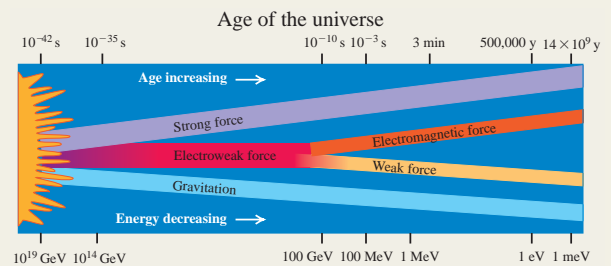 Age of the universe
10⁻⁴² s 10⁻³⁵ s 10⁻¹⁰ s 10⁻³ s 3 min 500,000 y 14 × 10⁹ y
Age increasing
Strong force
Electromagnetic force
Electroweak force
Weak force
Gravitation
Energy decreasing
10¹⁹ GeV 10¹⁴ GeV 100 GeV 100 MeV 1 MeV 1 eV 1 meV